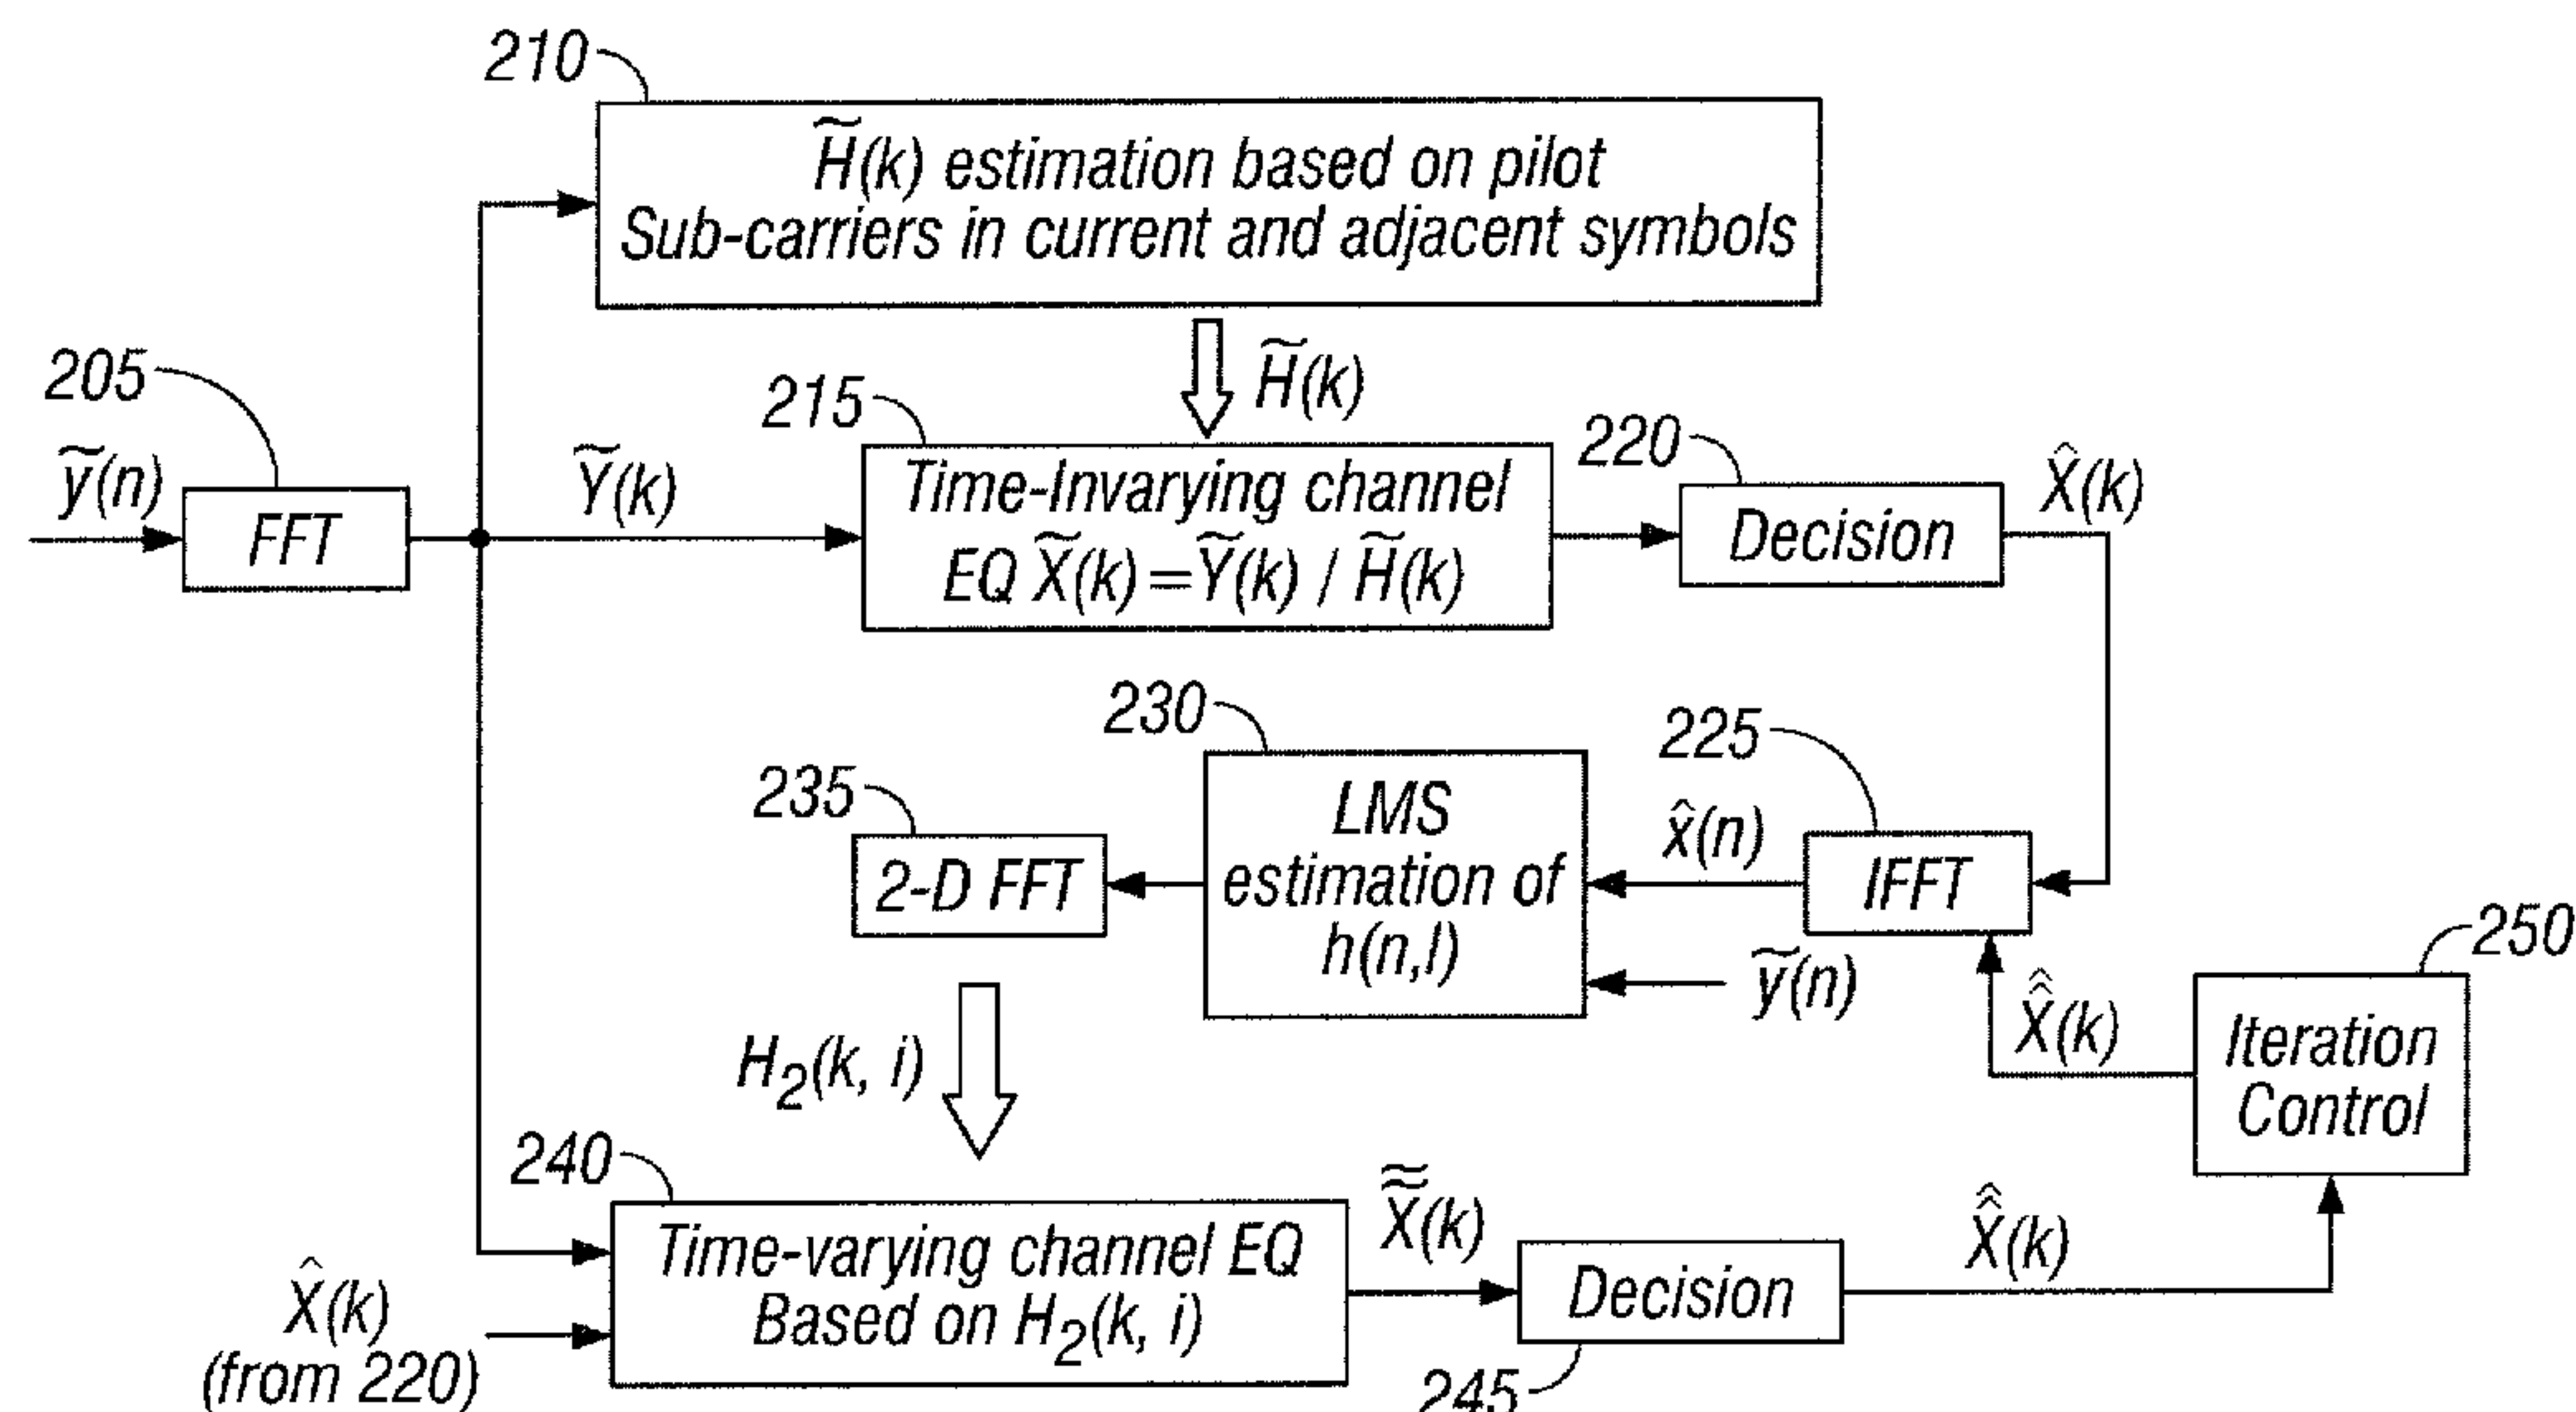 210
H̃(k) estimation based on pilot
Sub-carriers in current and adjacent symbols
H̃(k)
205
ỹ(n)
FFT
Ỹ(k)
215
Time-Invarying channel
EQ X̃(k)=Ỹ(k) / H̃(k)
220
Decision
X̂(k)
230
LMS
estimation of
h(n,l)
225
IFFT
x̂(n)
ỹ(n)
235
2-D FFT
H₂(k, i)
250
Iteration
Control
X̂̂(k)
240
Time-varying channel EQ
Based on H₂(k, i)
X̂(k)
(from 220)
X̃̃(k)
Decision
245
X̂̂(k)